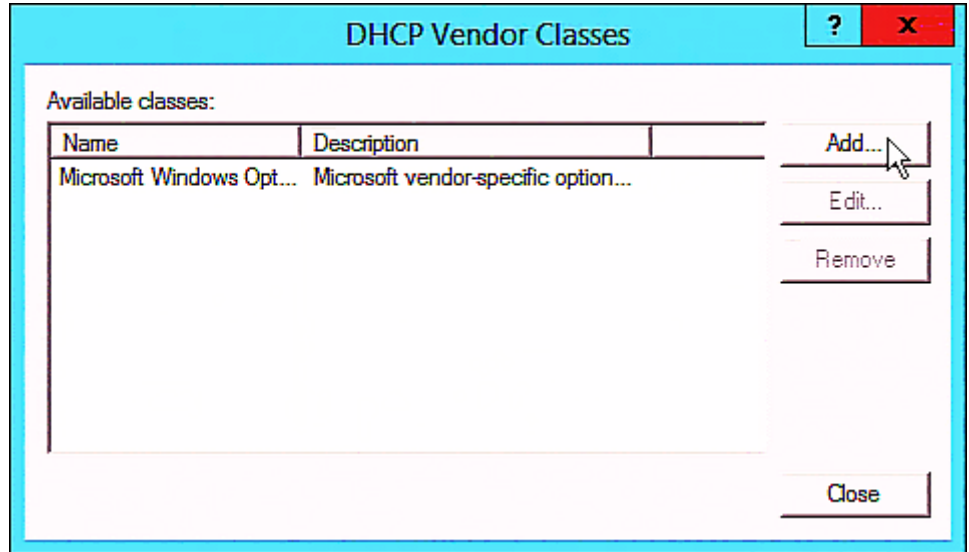 DHCP Vendor Classes ? x
Available classes:
Name Description
Add...
Microsoft Windows Opt... Microsoft vendor-specific option...
Edit...
Remove
Close